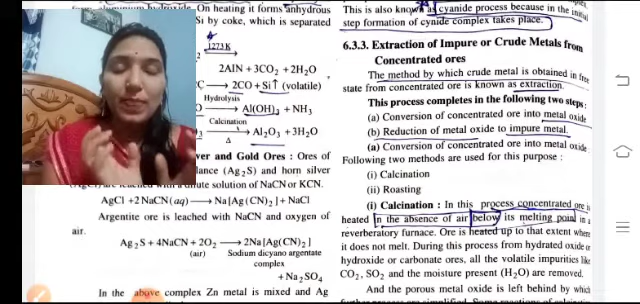 On heating it forms anhydrous
Si by coke, which is separated
1273K
2AlN + 3CO₂ + 2H₂O
2CO + Si↑ (volatile)
Hydrolysis
Al(OH)₃ + NH₃
Calcination
Δ
Al₂O₃ + 3H₂O
ver and Gold Ores : Ores of
lance (Ag₂S) and horn silver
lute solution of NaCN or KCN.
AgCl +2 NaCN (aq) ⟶ Na[Ag (CN)₂] + NaCl
Argentite ore is leached with NaCN and oxygen of
air.
Ag₂S + 4NaCN + 2O₂ ⟶ 2Na [Ag(CN)₂]
(air) Sodium dicyano argentate
complex
+ Na₂SO₄
In the above complex Zn metal is mixed and Ag
This is also known as cyanide process because in the initial
step formation of cynide complex takes place.
6.3.3. Extraction of Impure or Crude Metals from
Concentrated ores
The method by which crude metal is obtained in free
state from concentrated ore is known as extraction.
This process completes in the following two steps :
(a) Conversion of concentrated ore into metal oxide
(b) Reduction of metal oxide to impure metal.
(a) Conversion of concentrated ore into metal oxide
Following two methods are used for this purpose :
(i) Calcination
(ii) Roasting
(i) Calcination : In this process concentrated ore is
heated in the absence of air below its melting point in a
reverberatory furnace. Ore is heated up to that extent where
it does not melt. During this process from hydrated oxide or
hydroxide or carbonate ores, all the volatile impurities like
CO₂, SO₂ and the moisture present (H₂O) are removed.
And the porous metal oxide is left behind by which